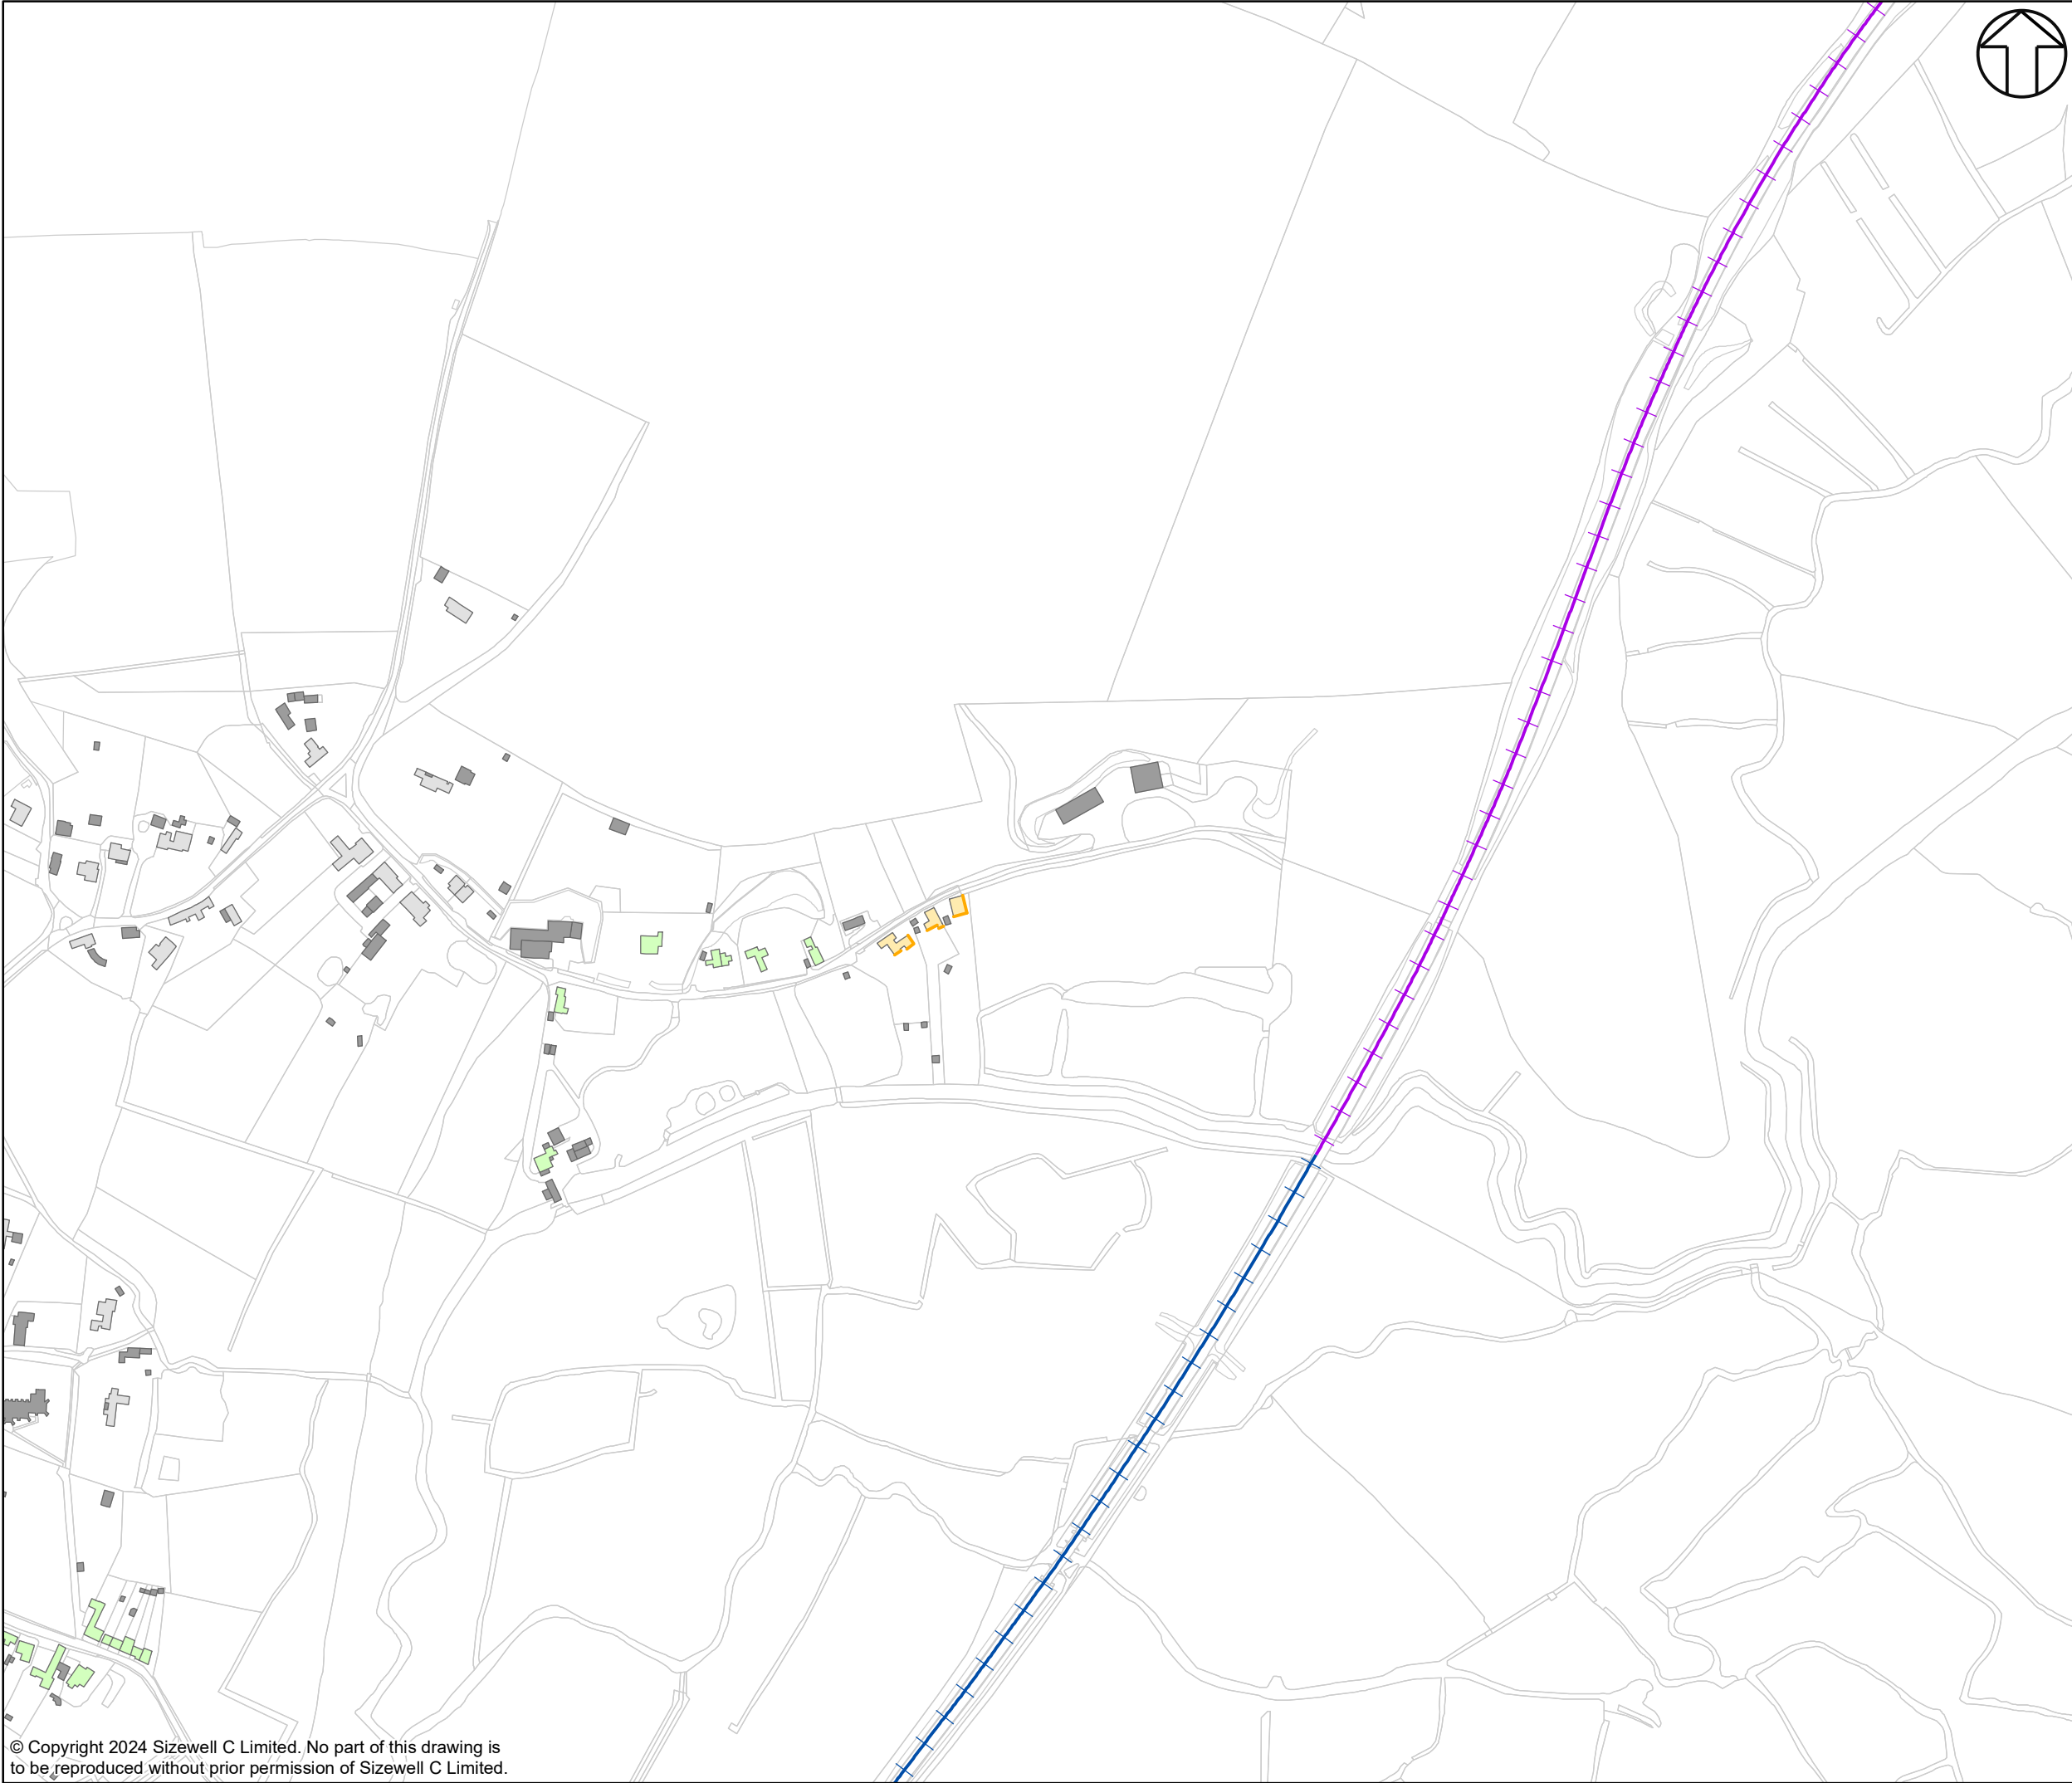 © Copyright 2024 Sizewell C Limited. No part of this drawing is
to be reproduced without prior permission of Sizewell C Limited.